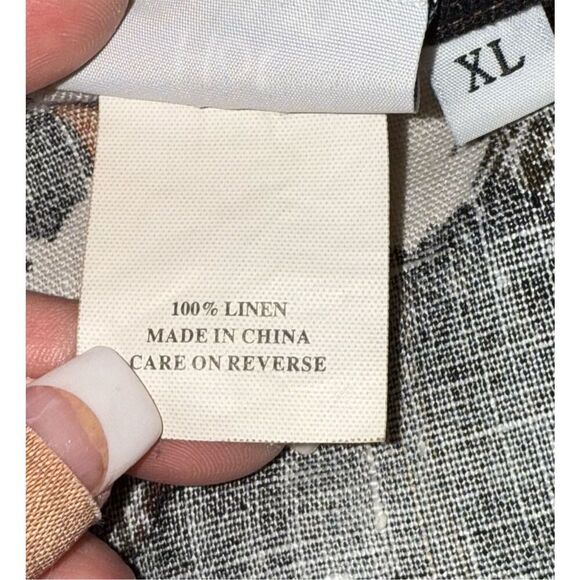 XL
100% LINEN
MADE IN CHINA
CARE ON REVERSE